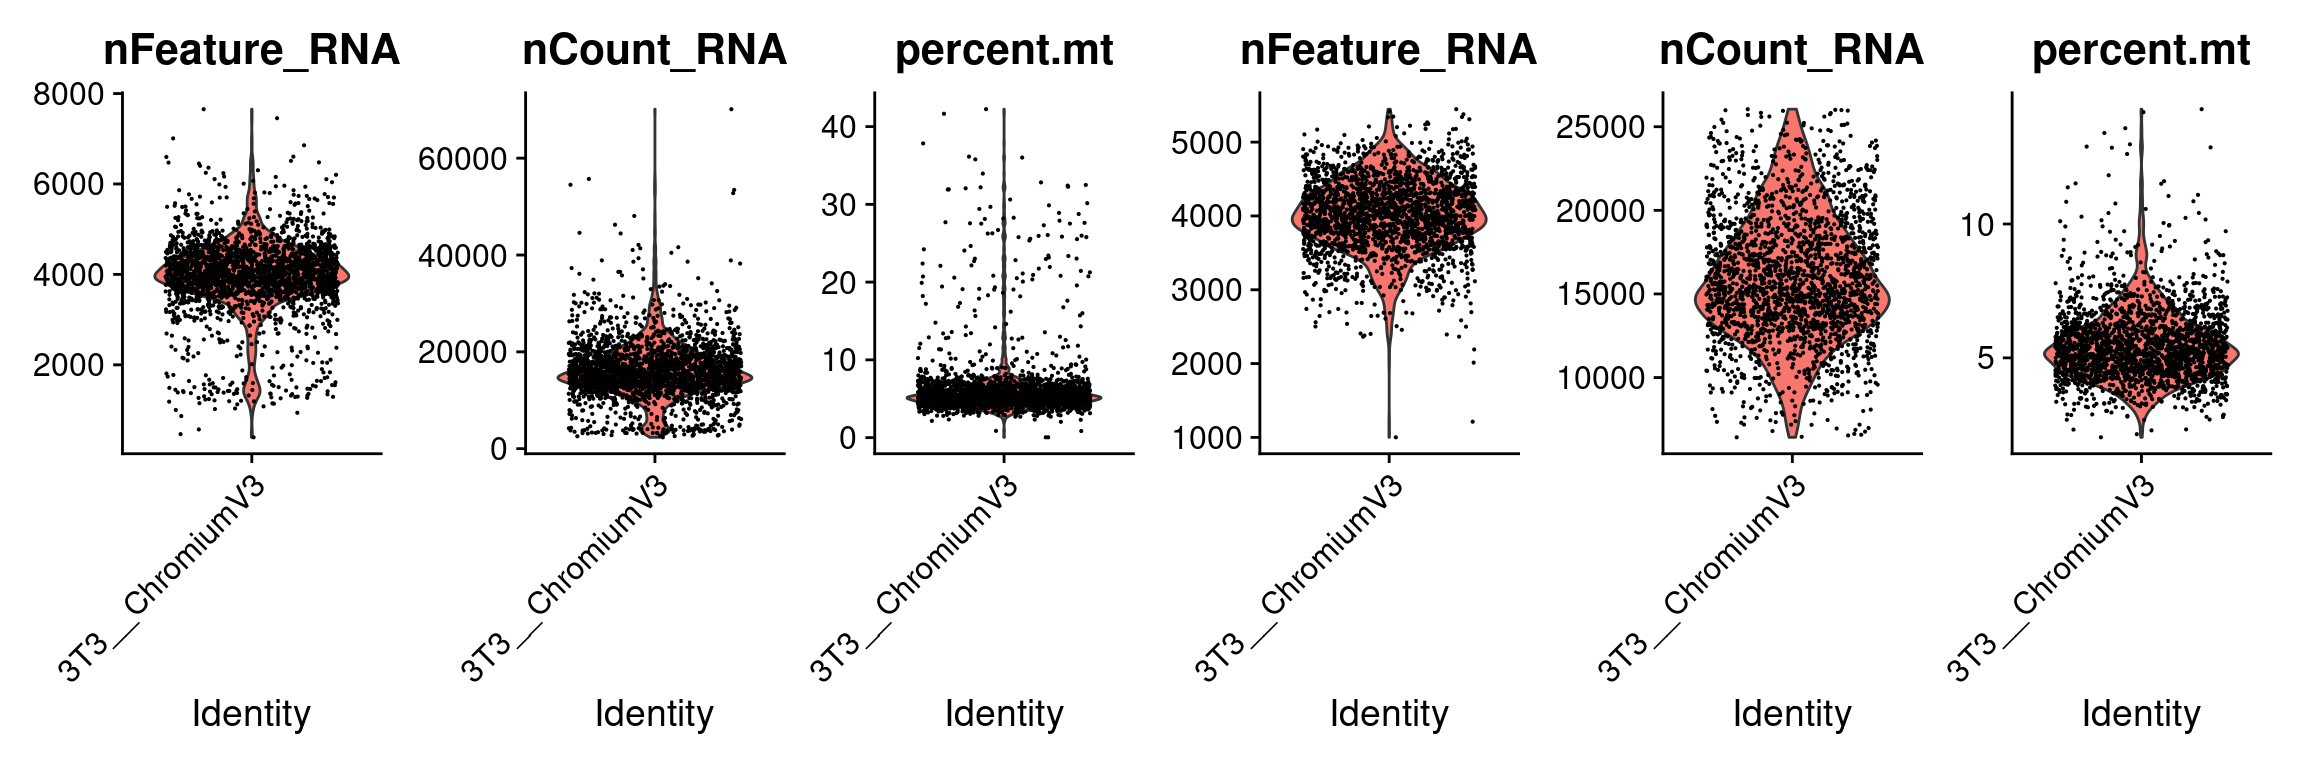 nFeature_RNA
8000
6000
4000
2000
3T3__ChromiumV3
Identity
nCount_RNA
60000
40000
20000
0
3T3__ChromiumV3
Identity
percent.mt
40
30
20
10
0
3T3__ChromiumV3
Identity
nFeature_RNA
5000
4000
3000
2000
1000
3T3__ChromiumV3
Identity
nCount_RNA
25000
20000
15000
10000
3T3__ChromiumV3
Identity
percent.mt
10
5
3T3__ChromiumV3
Identity